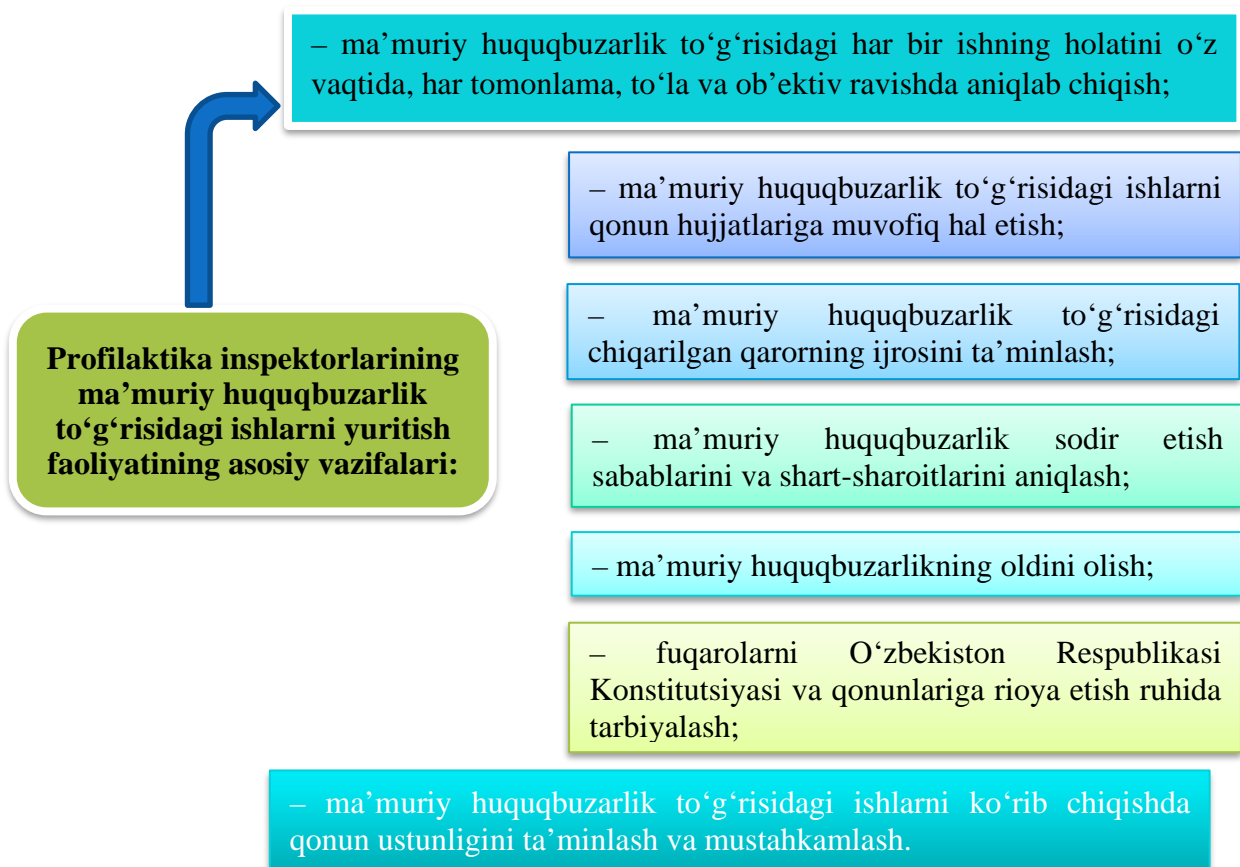 – ma’muriy huquqbuzarlik to‘g‘risidagi har bir ishning holatini o‘z
vaqtida, har tomonlama, to‘la va ob’ektiv ravishda aniqlab chiqish;
– ma’muriy huquqbuzarlik to‘g‘risidagi ishlarni
qonun hujjatlariga muvofiq hal etish;
– ma’muriy huquqbuzarlik to‘g‘risidagi
chiqarilgan qarorning ijrosini ta’minlash;
Profilaktika inspektorlarining
ma’muriy huquqbuzarlik
to‘g‘risidagi ishlarni yuritish
faoliyatining asosiy vazifalari:
– ma’muriy huquqbuzarlik sodir etish
sabablarini va shart-sharoitlarini aniqlash;
– ma’muriy huquqbuzarlikning oldini olish;
– fuqarolarni O‘zbekiston Respublikasi
Konstitutsiyasi va qonunlariga rioya etish ruhida
tarbiyalash;
– ma’muriy huquqbuzarlik to‘g‘risidagi ishlarni ko‘rib chiqishda
qonun ustunligini ta’minlash va mustahkamlash.